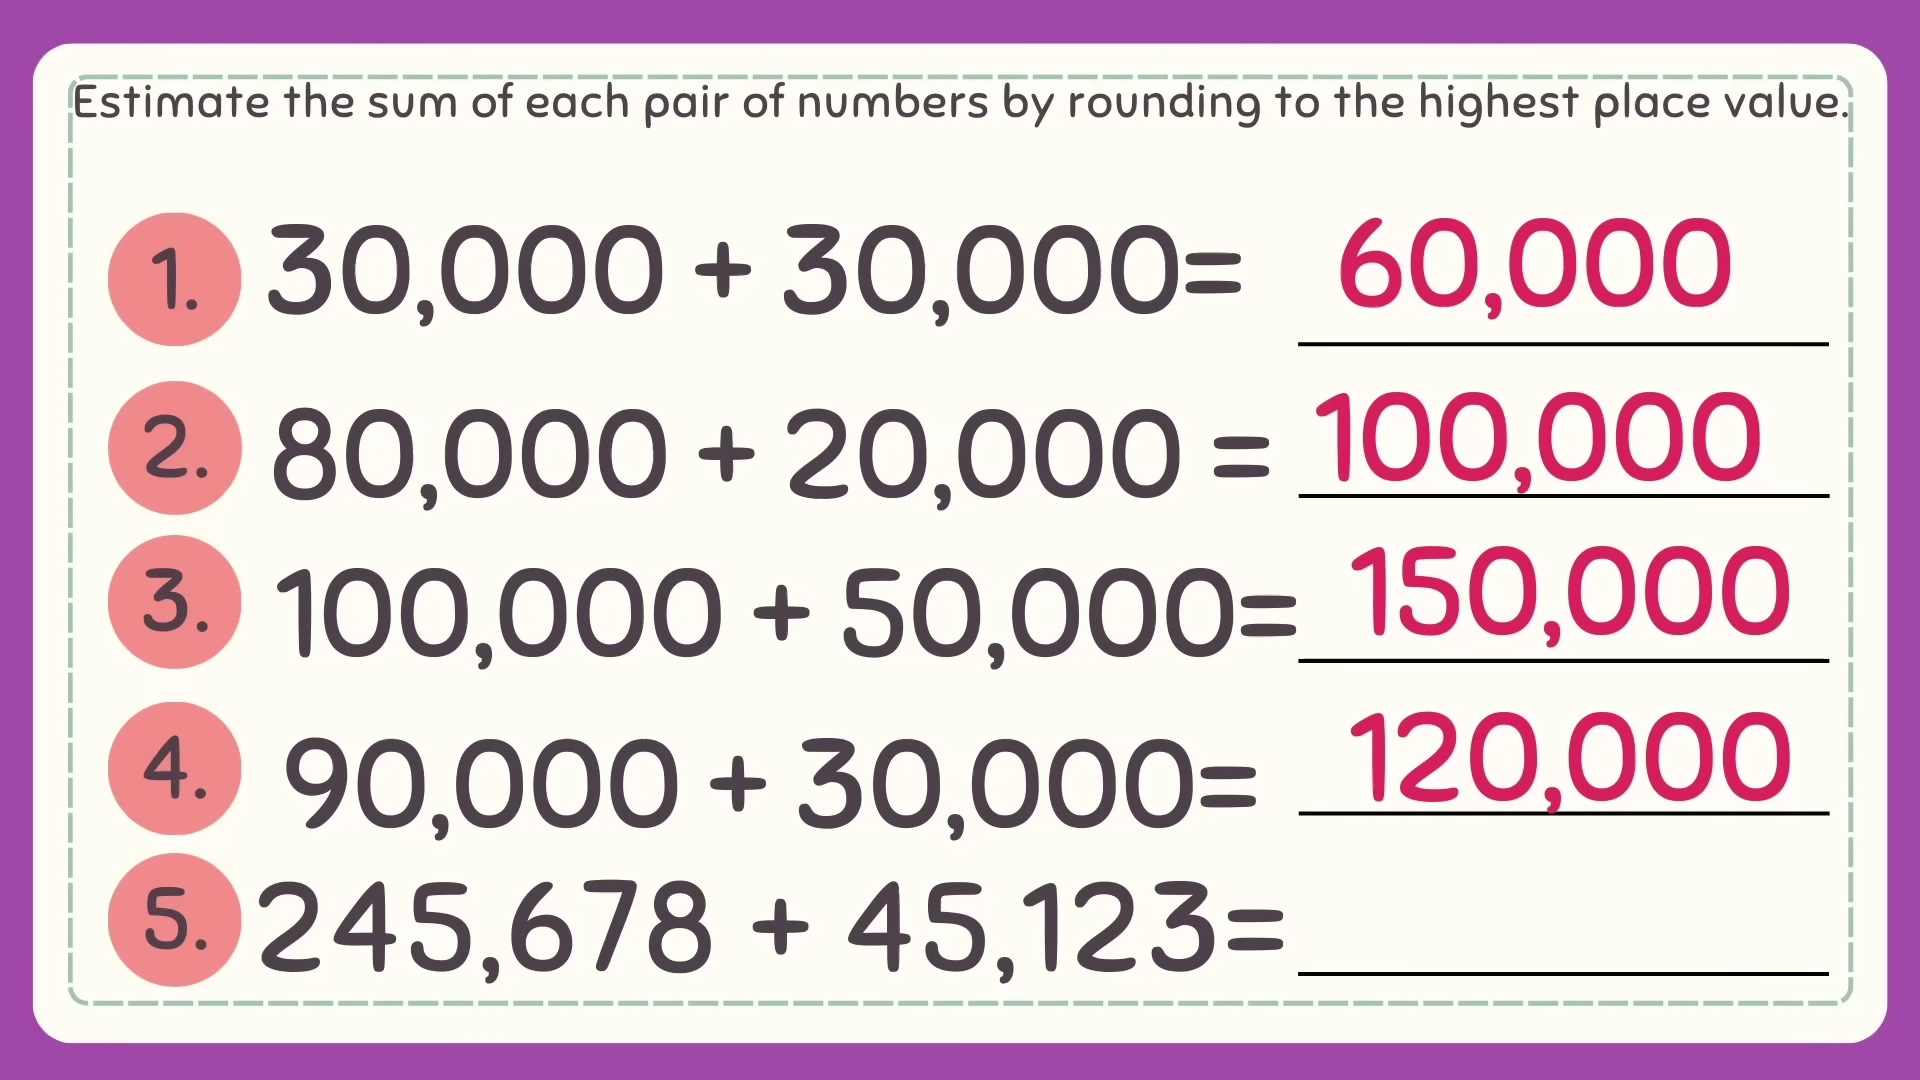 Estimate the sum of each pair of numbers by rounding to the highest place value.
1. 30,000 + 30,000= 60,000
2. 80,000 + 20,000 = 100,000
3. 100,000 + 50,000= 150,000
4. 90,000 + 30,000= 120,000
5. 245,678 + 45,123=